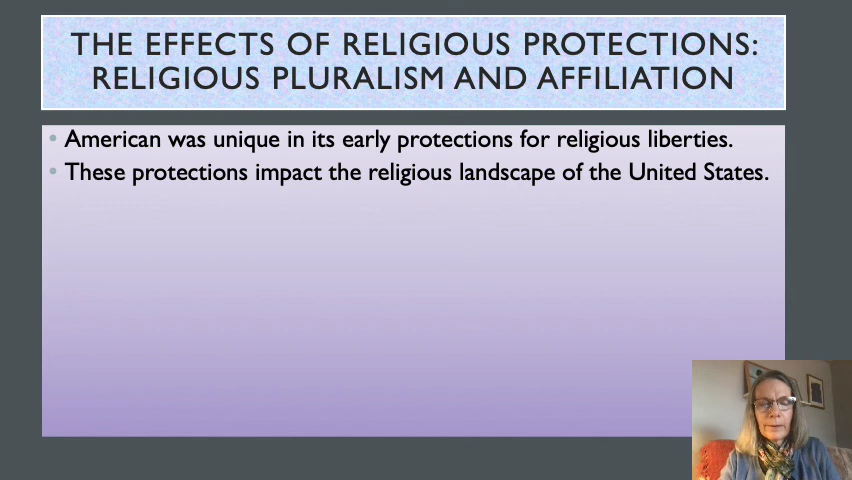 THE EFFECTS OF RELIGIOUS PROTECTIONS:
RELIGIOUS PLURALISM AND AFFILIATION
• American was unique in its early protections for religious liberties.
• These protections impact the religious landscape of the United States.